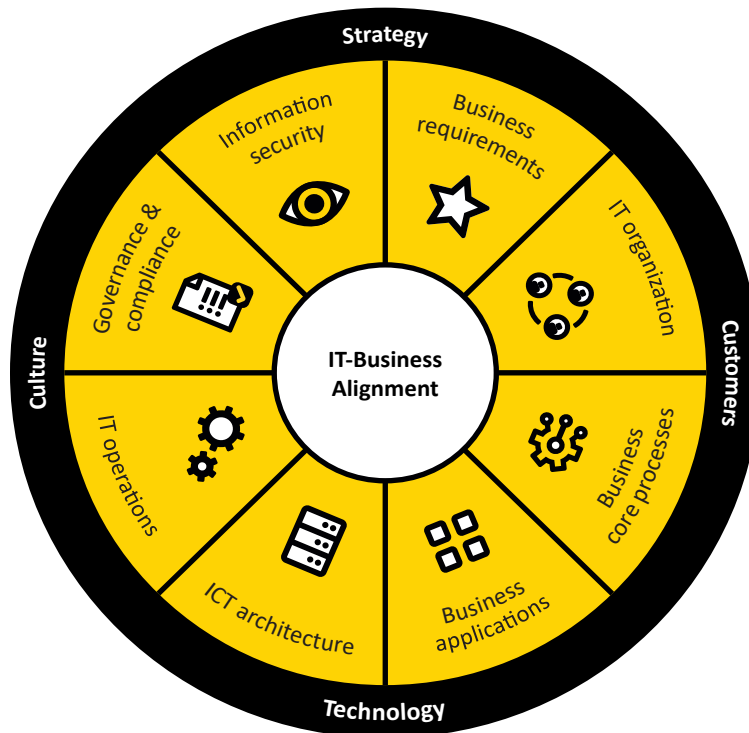 Strategy
Information
security
Business
requirements
Governance &
compliance
IT organization
Culture
IT-Business
Alignment
Customers
IT operations
Business
core processes
ICT architecture
Business
applications
Technology